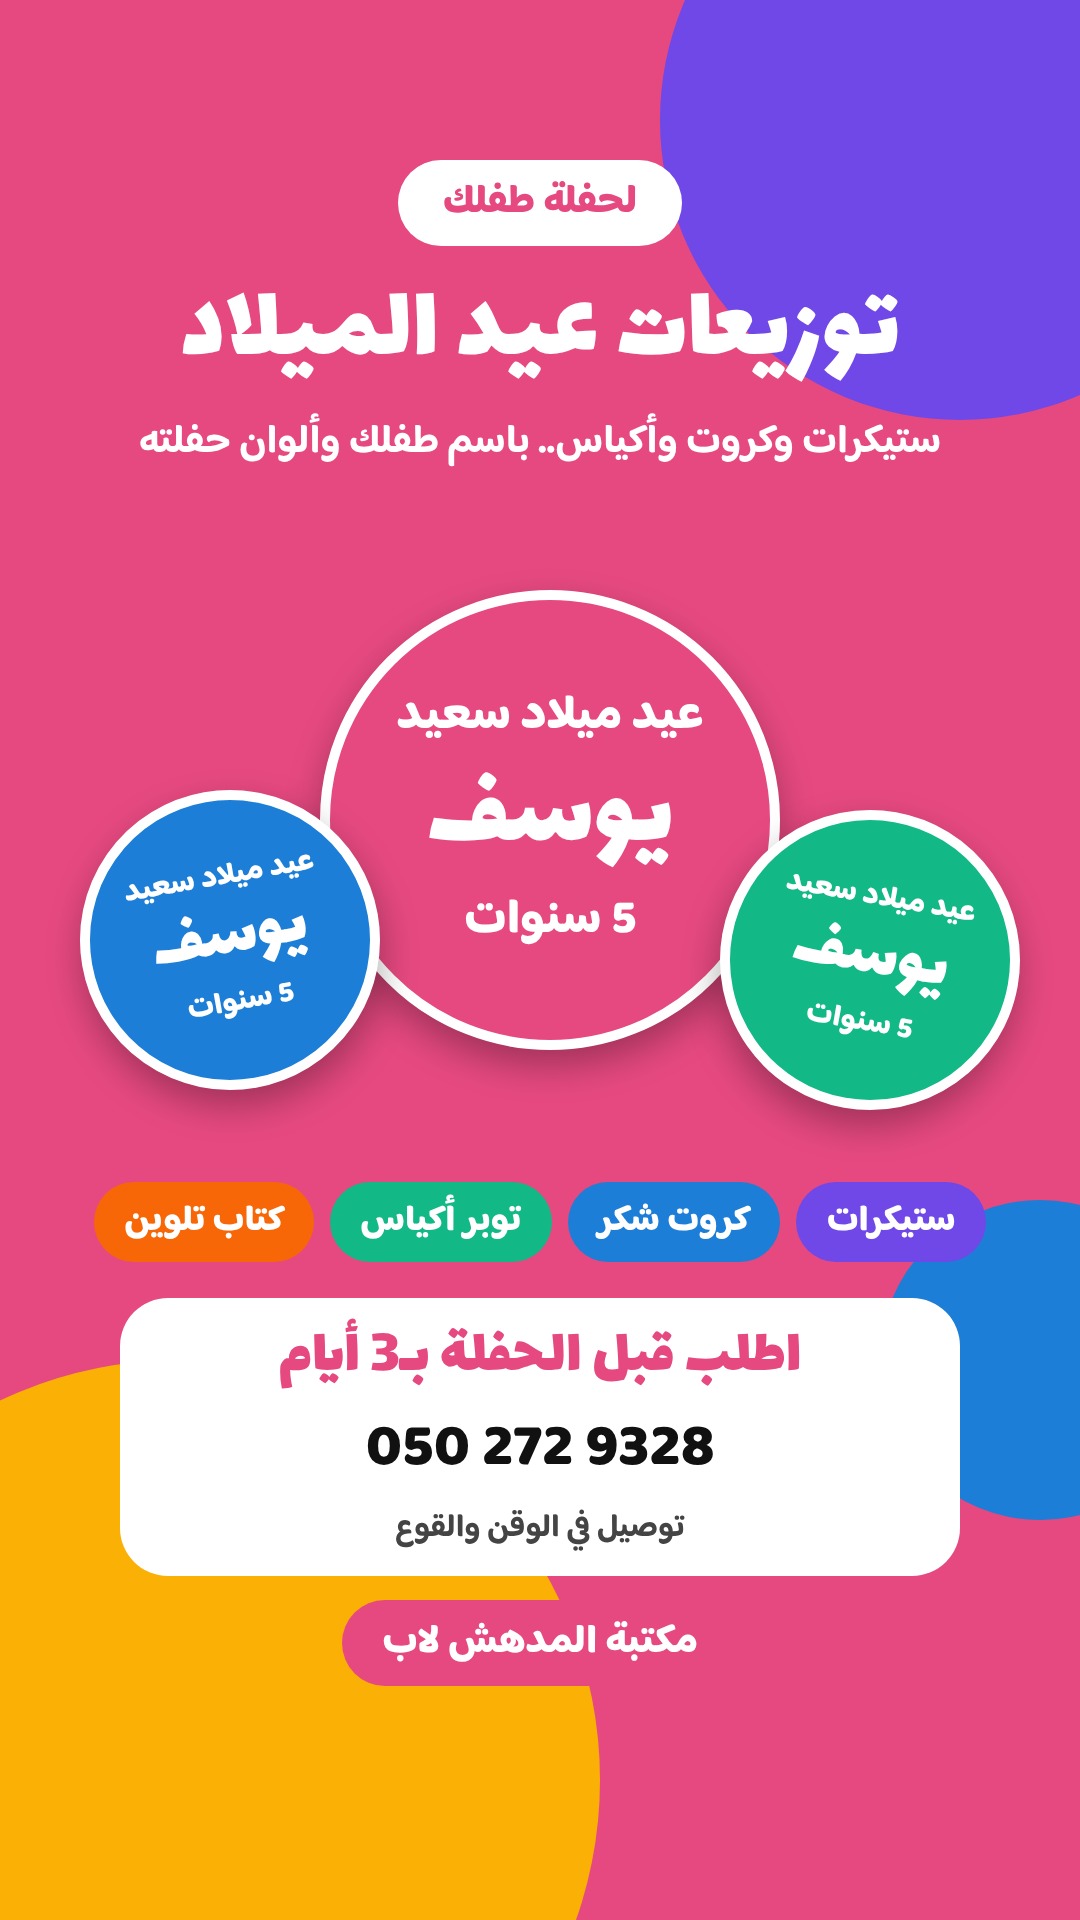 لحفلة طفلك
توزيعات عيد الميلاد
ستيكرات وكروت وأكياس.. باسم طفلك وألوان حفلته
عيد ميلاد سعيد
يوسف
5 سنوات
عيد ميلاد سعيد
يوسف
5 سنوات
عيد ميلاد سعيد
يوسف
5 سنوات
ستيكرات
كروت شكر
توبر أكياس
كتاب تلوين
اطلب قبل الحفلة بـ3 أيام
050 272 9328
توصيل في الوقن والقوع
مكتبة المدهش لاب